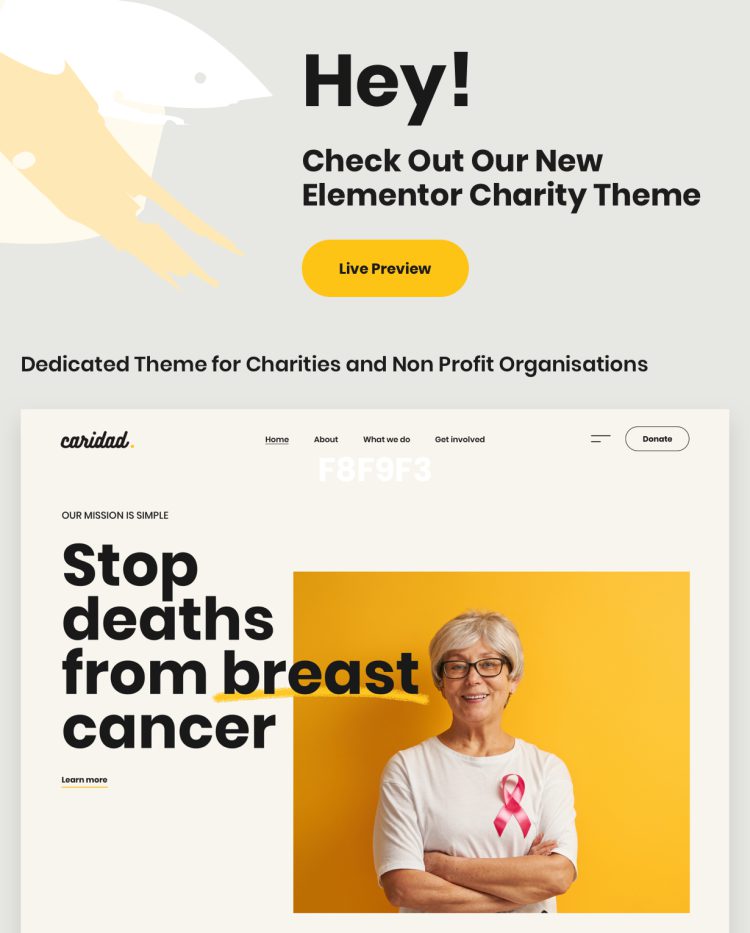 Hey!
Check Out Our New
Elementor Charity Theme
Live Preview
Dedicated Theme for Charities and Non Profit Organisations
caridad.
Home About What we do Get involved Donate
F8F9F3
OUR MISSION IS SIMPLE
Stop
deaths
from breast
cancer
Learn more